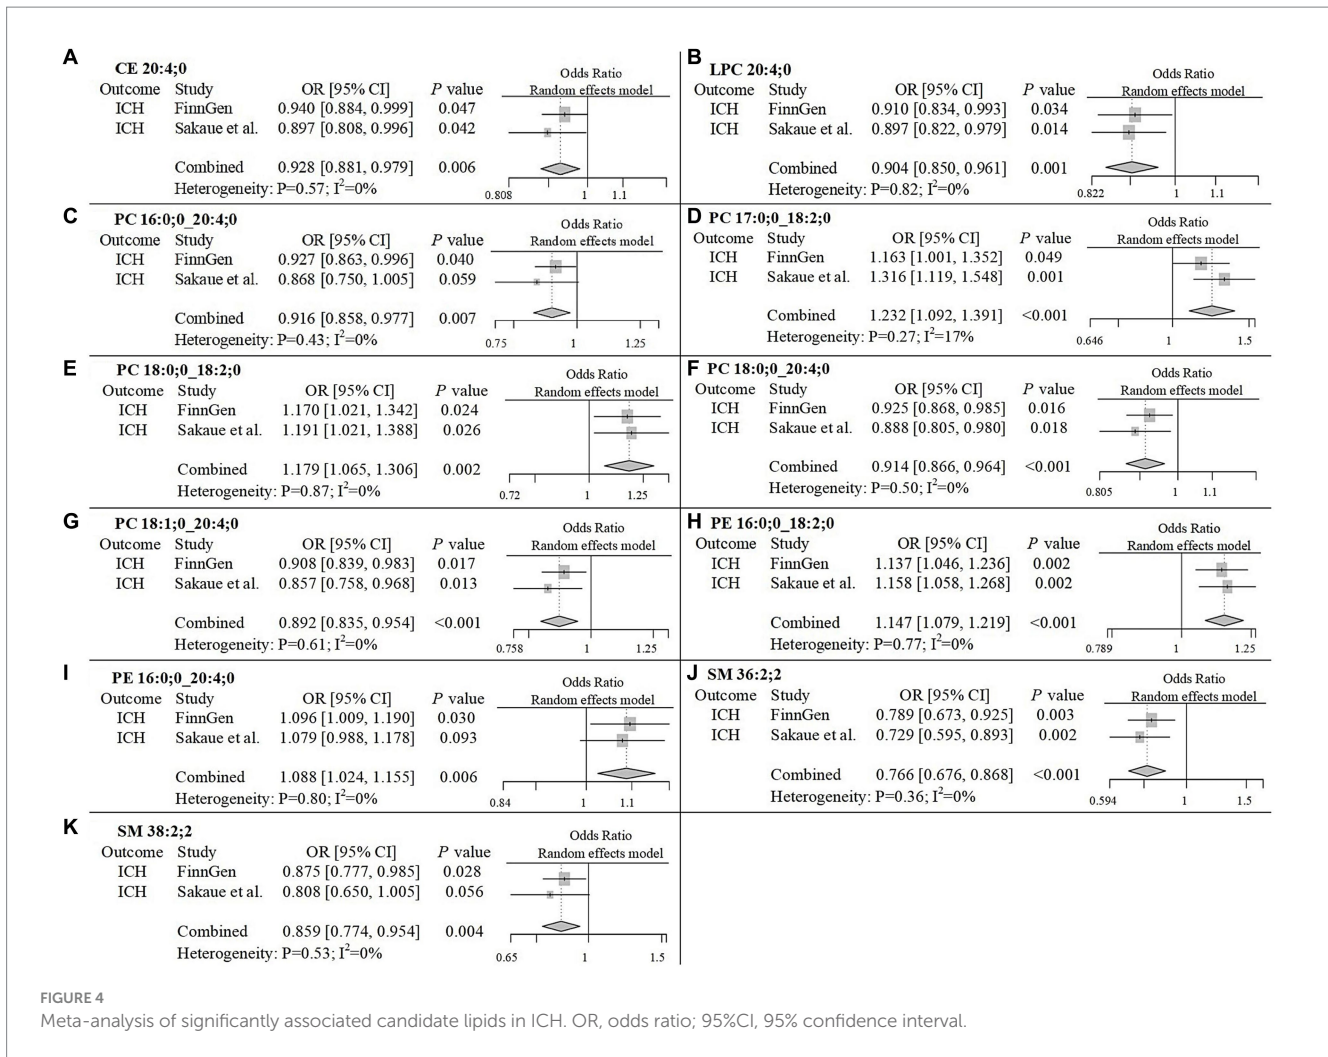 A
CE 20:4;0
Odds Ratio
Outcome Study OR [95% CI] P value Random effects model
ICH FinnGen 0.940 [0.884, 0.999] 0.047
ICH Sakaue et al. 0.897 [0.808, 0.996] 0.042
Combined 0.928 [0.881, 0.979] 0.006
Heterogeneity: P=0.57; I²=0%
0.808 1 1.1
B
LPC 20:4;0
Odds Ratio
Outcome Study OR [95% CI] P value Random effects model
ICH FinnGen 0.910 [0.834, 0.993] 0.034
ICH Sakaue et al. 0.897 [0.822, 0.979] 0.014
Combined 0.904 [0.850, 0.961] 0.001
Heterogeneity: P=0.82; I²=0%
0.822 1 1.1
C
PC 16:0;0_20:4;0
Odds Ratio
Outcome Study OR [95% CI] P value Random effects model
ICH FinnGen 0.927 [0.863, 0.996] 0.040
ICH Sakaue et al. 0.868 [0.750, 1.005] 0.059
Combined 0.916 [0.858, 0.977] 0.007
Heterogeneity: P=0.43; I²=0%
0.75 1 1.25
D
PC 17:0;0_18:2;0
Odds Ratio
Outcome Study OR [95% CI] P value Random effects model
ICH FinnGen 1.163 [1.001, 1.352] 0.049
ICH Sakaue et al. 1.316 [1.119, 1.548] 0.001
Combined 1.232 [1.092, 1.391] <0.001
Heterogeneity: P=0.27; I²=17%
0.646 1 1.5
E
PC 18:0;0_18:2;0
Odds Ratio
Outcome Study OR [95% CI] P value Random effects model
ICH FinnGen 1.170 [1.021, 1.342] 0.024
ICH Sakaue et al. 1.191 [1.021, 1.388] 0.026
Combined 1.179 [1.065, 1.306] 0.002
Heterogeneity: P=0.87; I²=0%
0.72 1 1.25
F
PC 18:0;0_20:4;0
Odds Ratio
Outcome Study OR [95% CI] P value Random effects model
ICH FinnGen 0.925 [0.868, 0.985] 0.016
ICH Sakaue et al. 0.888 [0.805, 0.980] 0.018
Combined 0.914 [0.866, 0.964] <0.001
Heterogeneity: P=0.50; I²=0%
0.805 1 1.1
G
PC 18:1;0_20:4;0
Odds Ratio
Outcome Study OR [95% CI] P value Random effects model
ICH FinnGen 0.908 [0.839, 0.983] 0.017
ICH Sakaue et al. 0.857 [0.758, 0.968] 0.013
Combined 0.892 [0.835, 0.954] <0.001
Heterogeneity: P=0.61; I²=0%
0.758 1 1.25
H
PE 16:0;0_18:2;0
Odds Ratio
Outcome Study OR [95% CI] P value Random effects model
ICH FinnGen 1.137 [1.046, 1.236] 0.002
ICH Sakaue et al. 1.158 [1.058, 1.268] 0.002
Combined 1.147 [1.079, 1.219] <0.001
Heterogeneity: P=0.77; I²=0%
0.789 1 1.25
I
PE 16:0;0_20:4;0
Odds Ratio
Outcome Study OR [95% CI] P value Random effects model
ICH FinnGen 1.096 [1.009, 1.190] 0.030
ICH Sakaue et al. 1.079 [0.988, 1.178] 0.093
Combined 1.088 [1.024, 1.155] 0.006
Heterogeneity: P=0.80; I²=0%
0.84 1 1.1
J
SM 36:2;2
Odds Ratio
Outcome Study OR [95% CI] P value Random effects model
ICH FinnGen 0.789 [0.673, 0.925] 0.003
ICH Sakaue et al. 0.729 [0.595, 0.893] 0.002
Combined 0.766 [0.676, 0.868] <0.001
Heterogeneity: P=0.36; I²=0%
0.594 1 1.5
K
SM 38:2;2
Odds Ratio
Outcome Study OR [95% CI] P value Random effects model
ICH FinnGen 0.875 [0.777, 0.985] 0.028
ICH Sakaue et al. 0.808 [0.650, 1.005] 0.056
Combined 0.859 [0.774, 0.954] 0.004
Heterogeneity: P=0.53; I²=0%
0.65 1 1.5
FIGURE 4
Meta-analysis of significantly associated candidate lipids in ICH. OR, odds ratio; 95%CI, 95% confidence interval.